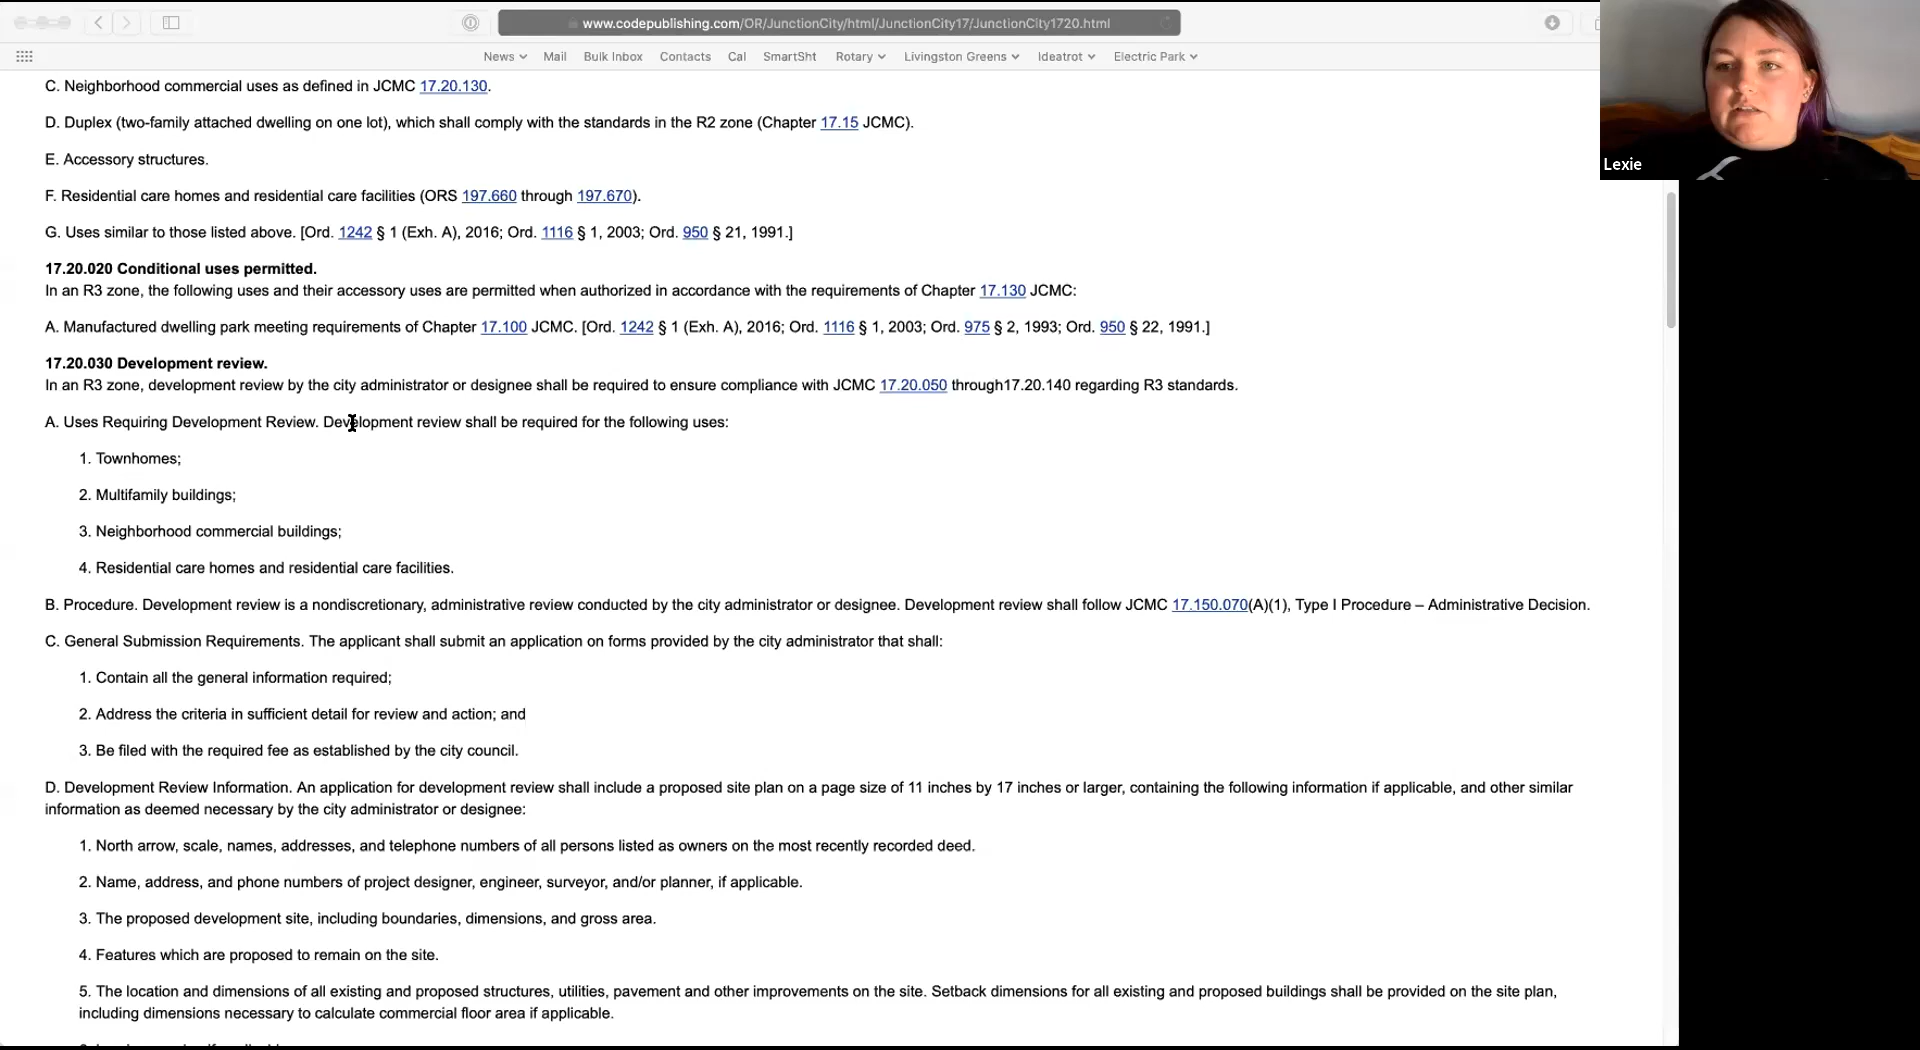 www.codepublishing.com/OR/JunctionCity/html/JunctionCity17/JunctionCity1720.html
News Mail Bulk Inbox Contacts Cal SmartSht Rotary Livingston Greens Ideatrot Electric Park
Lexie
C. Neighborhood commercial uses as defined in JCMC 17.20.130.
D. Duplex (two-family attached dwelling on one lot), which shall comply with the standards in the R2 zone (Chapter 17.15 JCMC).
E. Accessory structures.
F. Residential care homes and residential care facilities (ORS 197.660 through 197.670).
G. Uses similar to those listed above. [Ord. 1242 § 1 (Exh. A), 2016; Ord. 1116 § 1, 2003; Ord. 950 § 21, 1991.]
17.20.020 Conditional uses permitted.
In an R3 zone, the following uses and their accessory uses are permitted when authorized in accordance with the requirements of Chapter 17.130 JCMC:
A. Manufactured dwelling park meeting requirements of Chapter 17.100 JCMC. [Ord. 1242 § 1 (Exh. A), 2016; Ord. 1116 § 1, 2003; Ord. 975 § 2, 1993; Ord. 950 § 22, 1991.]
17.20.030 Development review.
In an R3 zone, development review by the city administrator or designee shall be required to ensure compliance with JCMC 17.20.050 through17.20.140 regarding R3 standards.
A. Uses Requiring Development Review. Development review shall be required for the following uses:
1. Townhomes;
2. Multifamily buildings;
3. Neighborhood commercial buildings;
4. Residential care homes and residential care facilities.
B. Procedure. Development review is a nondiscretionary, administrative review conducted by the city administrator or designee. Development review shall follow JCMC 17.150.070(A)(1), Type I Procedure – Administrative Decision.
C. General Submission Requirements. The applicant shall submit an application on forms provided by the city administrator that shall:
1. Contain all the general information required;
2. Address the criteria in sufficient detail for review and action; and
3. Be filed with the required fee as established by the city council.
D. Development Review Information. An application for development review shall include a proposed site plan on a page size of 11 inches by 17 inches or larger, containing the following information if applicable, and other similar
information as deemed necessary by the city administrator or designee:
1. North arrow, scale, names, addresses, and telephone numbers of all persons listed as owners on the most recently recorded deed.
2. Name, address, and phone numbers of project designer, engineer, surveyor, and/or planner, if applicable.
3. The proposed development site, including boundaries, dimensions, and gross area.
4. Features which are proposed to remain on the site.
5. The location and dimensions of all existing and proposed structures, utilities, pavement and other improvements on the site. Setback dimensions for all existing and proposed buildings shall be provided on the site plan,
including dimensions necessary to calculate commercial floor area if applicable.